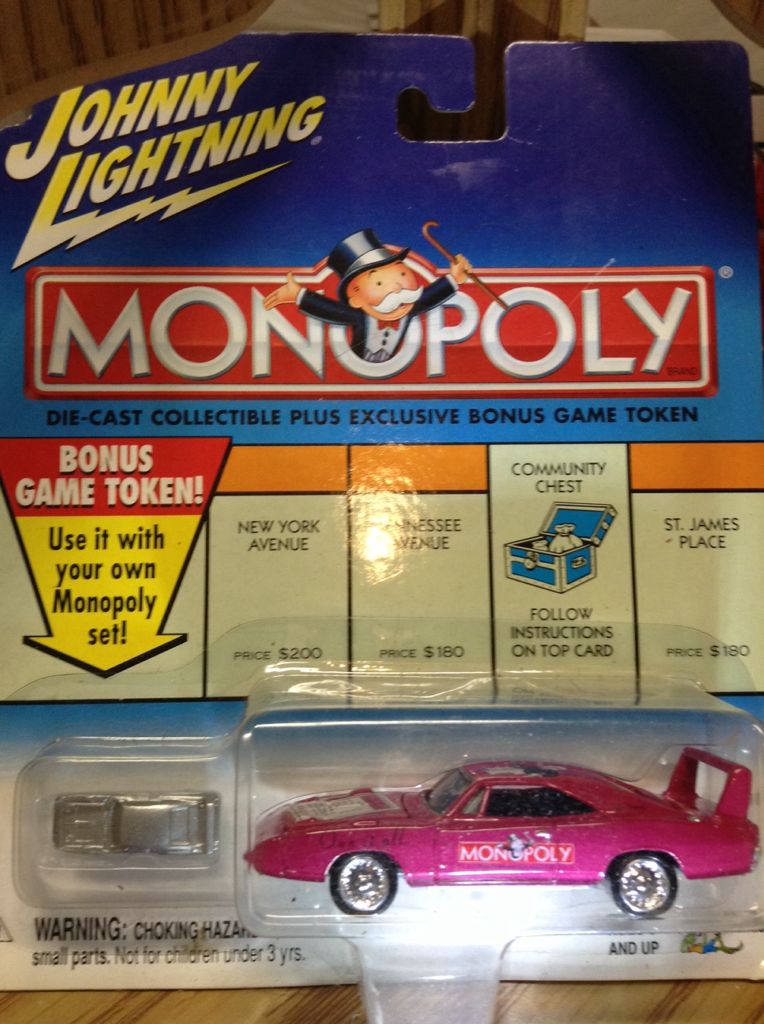 JOHNNY
LIGHTNING
MONOPOLY
BRAND
DIE-CAST COLLECTIBLE PLUS EXCLUSIVE BONUS GAME TOKEN
BONUS
GAME TOKEN!
Use it with
your own
Monopoly
set!
NEW YORK
AVENUE
PRICE $200
AVENUE
PRICE $180
COMMUNITY
CHEST
FOLLOW
INSTRUCTIONS
ON TOP CARD
ST. JAMES
PLACE
PRICE $180
MONOPOLY
WARNING: CHOKING
small parts. Not for children under 3 yrs.
AND UP